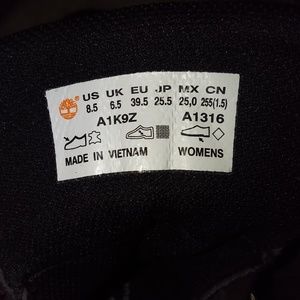 US UK EU JP MX CN
8.5 6.5 39.5 25.5 25,0 255(1.5)
A1K9Z A1316
MADE IN VIETNAM WOMENS